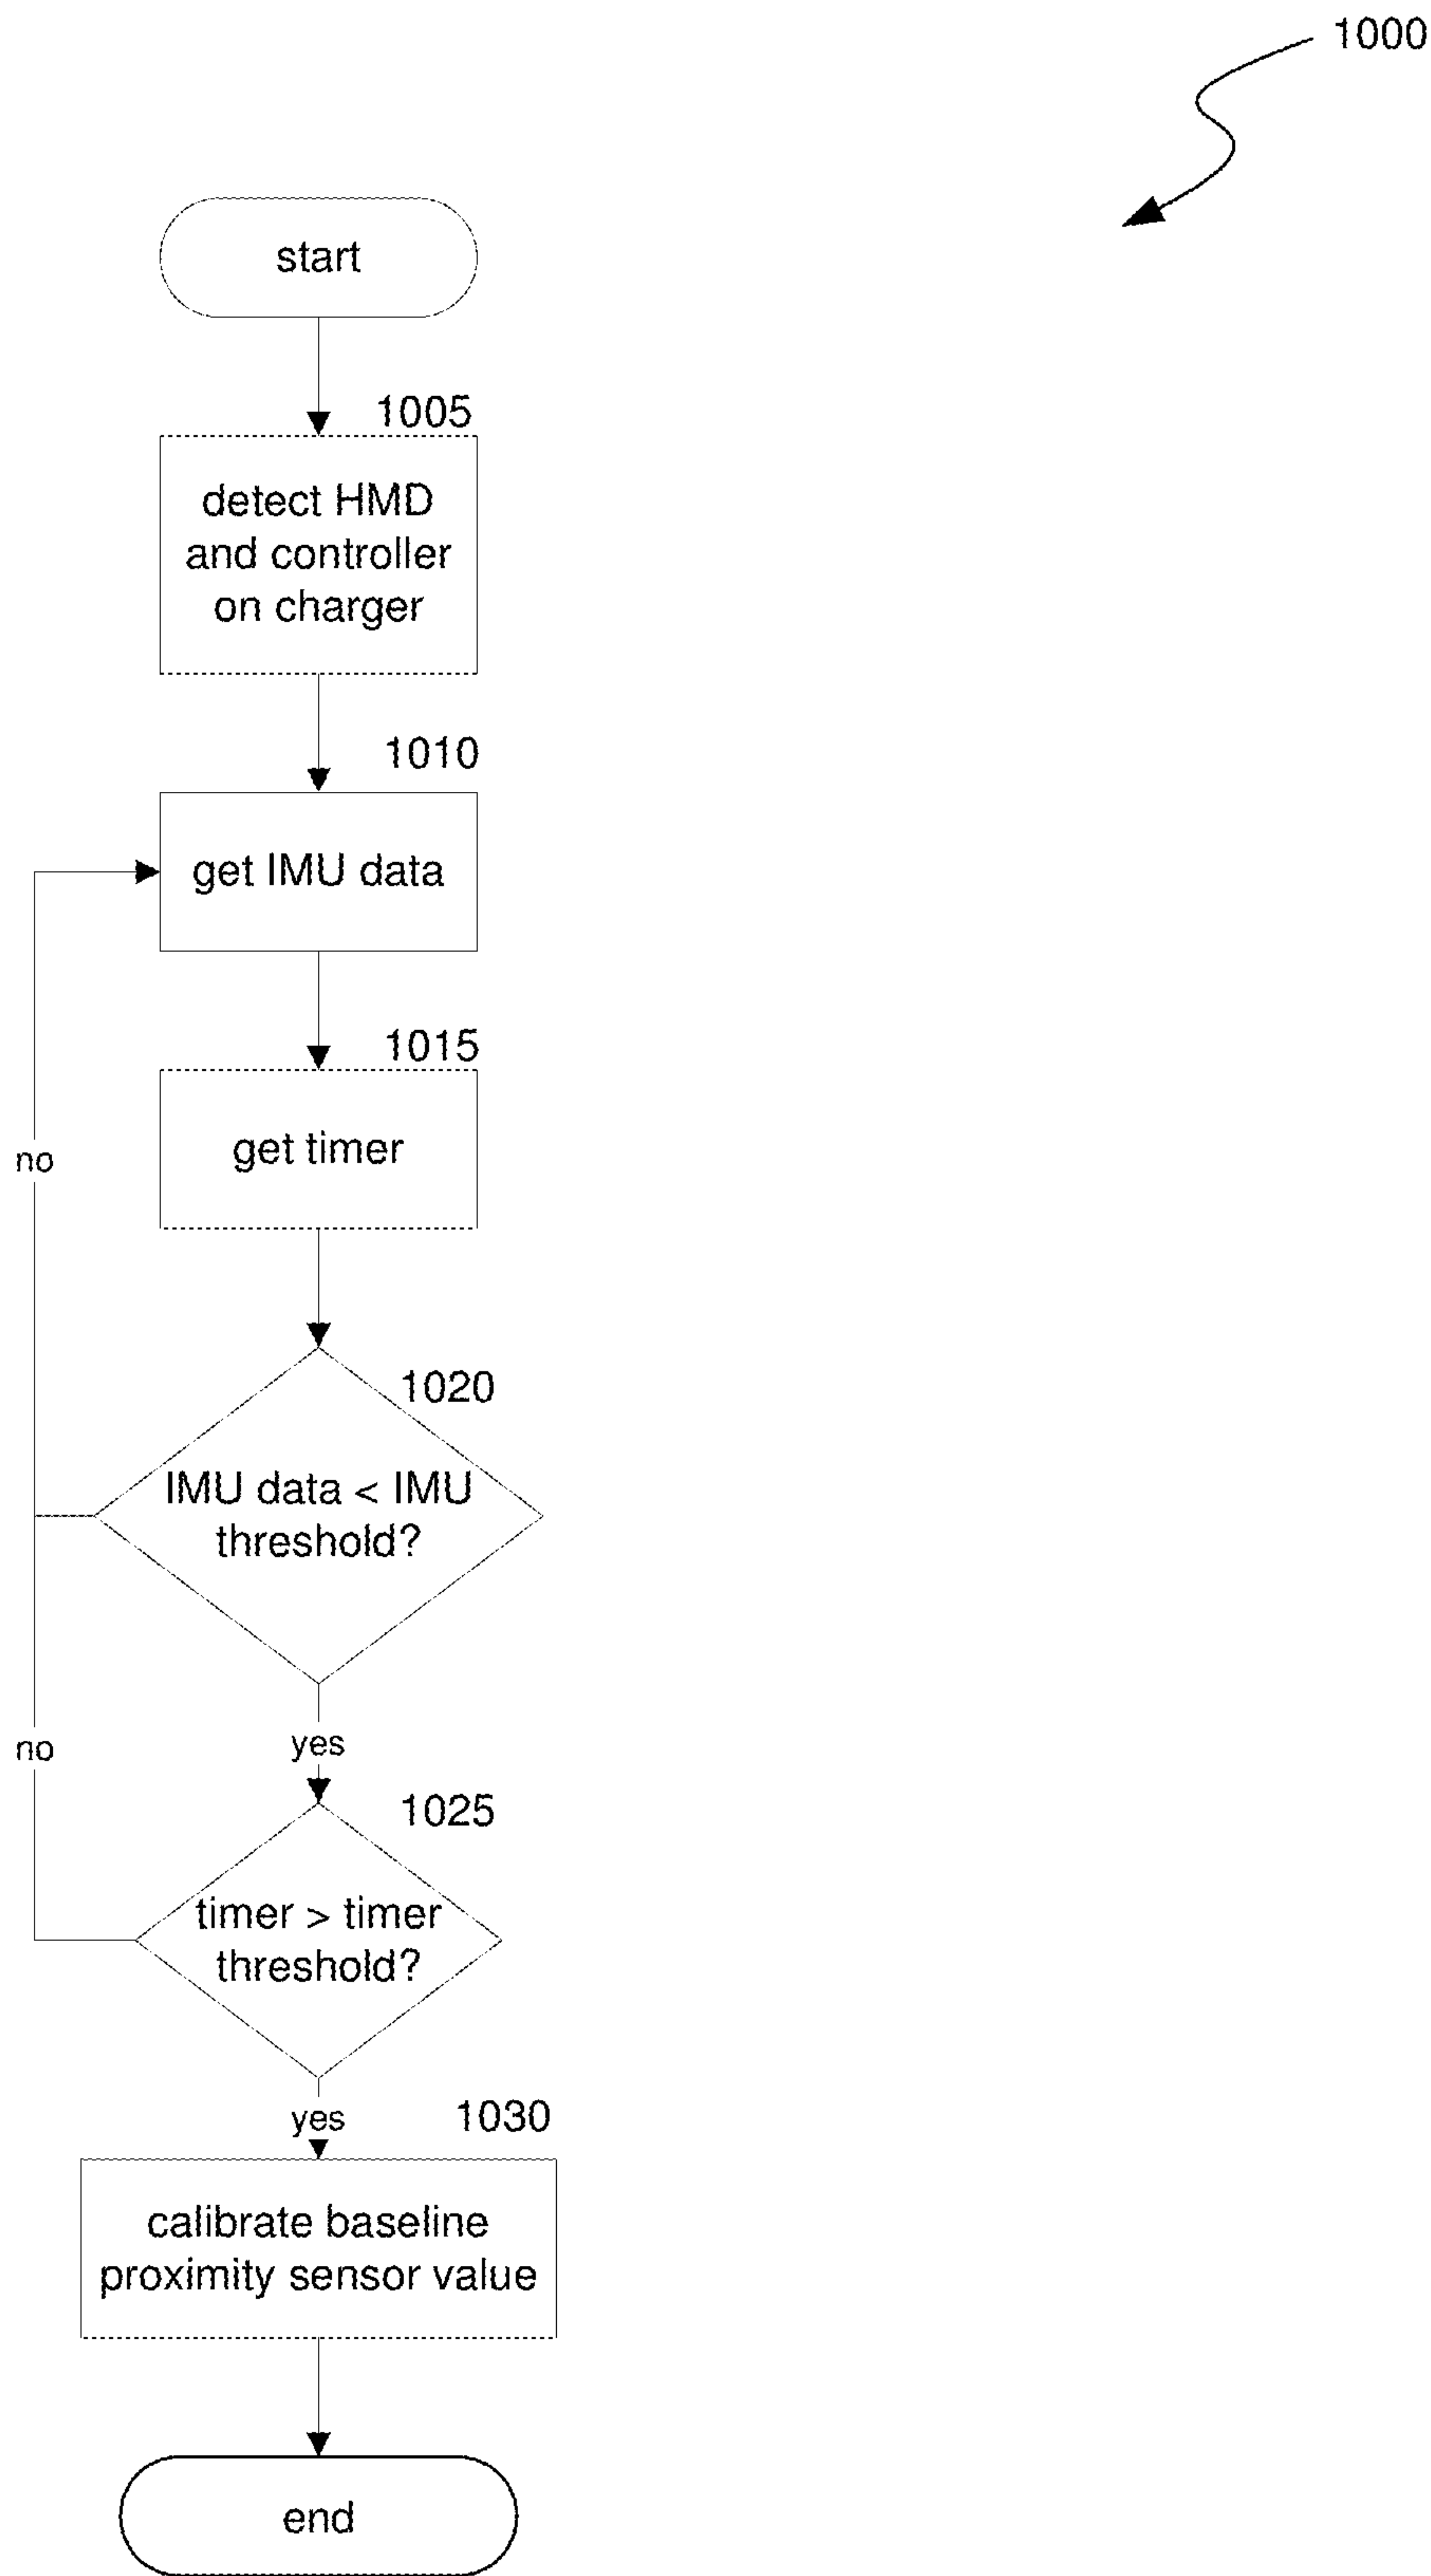 1000
start
1005
detect HMD
and controller
on charger
1010
get IMU data
1015
get timer
no
1020
IMU data < IMU
threshold?
no
yes
1025
timer > timer
threshold?
yes
1030
calibrate baseline
proximity sensor value
end